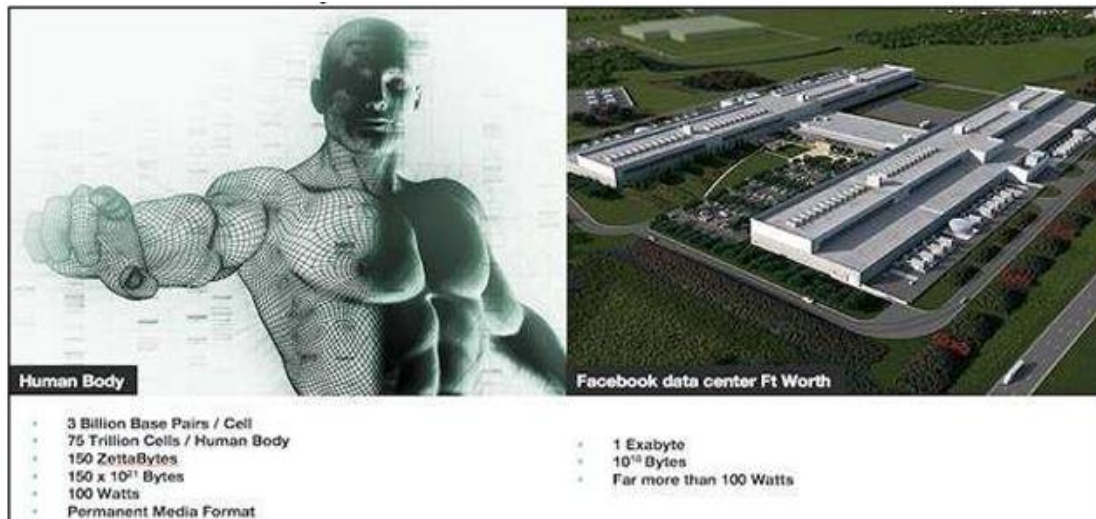 Human Body
Facebook data center Ft Worth
3 Billion Base Pairs / Cell
75 Trillion Cells / Human Body
150 ZettaBytes
150 x 10²¹ Bytes
100 Watts
Permanent Media Format
1 Exabyte
10¹⁸ Bytes
Far more than 100 Watts